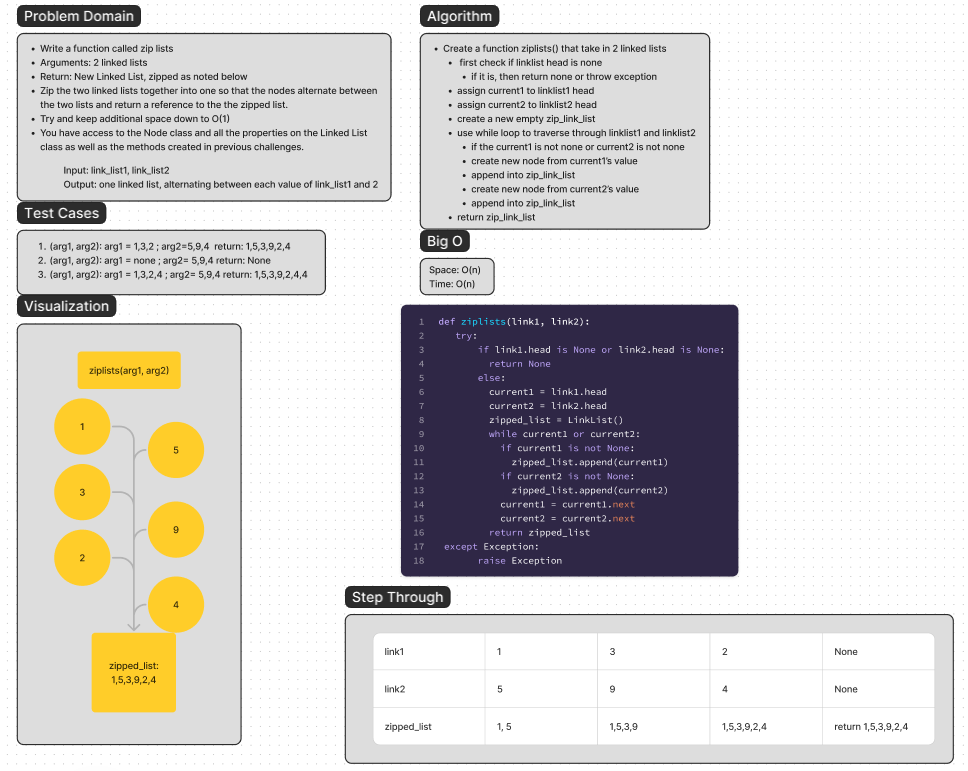 Problem Domain
• Write a function called zip lists
• Arguments: 2 linked lists
• Return: New Linked List, zipped as noted below
• Zip the two linked lists together into one so that the nodes alternate between
the two lists and return a reference to the the zipped list.
• Try and keep additional space down to O(1)
• You have access to the Node class and all the properties on the Linked List
class as well as the methods created in previous challenges.
Input: link_list1, link_list2
Output: one linked list, alternating between each value of link_list1 and 2
Test Cases
1. (arg1, arg2): arg1 = 1,3,2 ; arg2=5,9,4 return: 1,5,3,9,2,4
2. (arg1, arg2): arg1 = none ; arg2= 5,9,4 return: None
3. (arg1, arg2): arg1 = 1,3,2,4 ; arg2= 5,9,4 return: 1,5,3,9,2,4,4
Visualization
ziplists(arg1, arg2)
1
5
3
9
2
4
zipped_list:
1,5,3,9,2,4
Algorithm
• Create a function ziplists() that take in 2 linked lists
• first check if linklist head is none
• if it is, then return none or throw exception
• assign current1 to linklist1 head
• assign current2 to linklist2 head
• create a new empty zip_link_list
• use while loop to traverse through linklist1 and linklist2
• if the current1 is not none or current2 is not none
• create new node from current1's value
• append into zip_link_list
• create new node from current2's value
• append into zip_link_list
• return zip_link_list
Big O
Space: O(n)
Time: O(n)
1 def ziplists(link1, link2):
2 try:
3 if link1.head is None or link2.head is None:
4 return None
5 else:
6 current1 = link1.head
7 current2 = link2.head
8 zipped_list = LinkList()
9 while current1 or current2:
10 if current1 is not None:
11 zipped_list.append(current1)
12 if current2 is not None:
13 zipped_list.append(current2)
14 current1 = current1.next
15 current2 = current2.next
16 return zipped_list
17 except Exception:
18 raise Exception
Step Through
link1 1 3 2 None
link2 5 9 4 None
zipped_list 1, 5 1,5,3,9 1,5,3,9,2,4 return 1,5,3,9,2,4